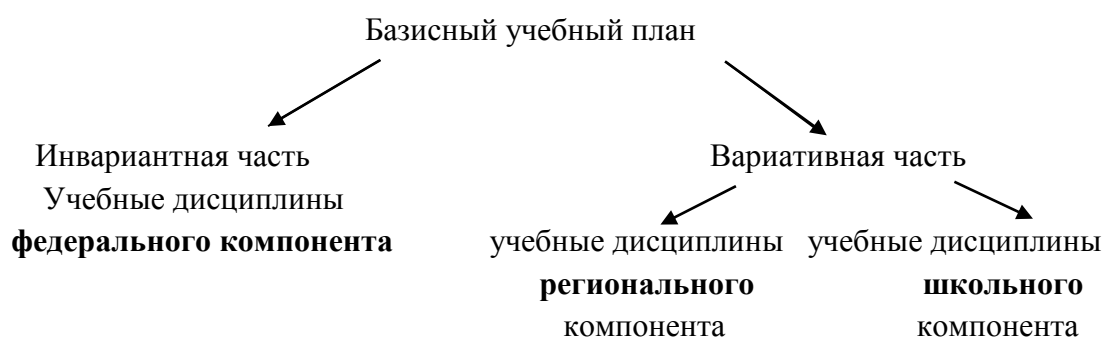 Базисный учебный план
Инвариантная часть
Учебные дисциплины
федерального компонента
Вариативная часть
учебные дисциплины
регионального
компонента
учебные дисциплины
школьного
компонента